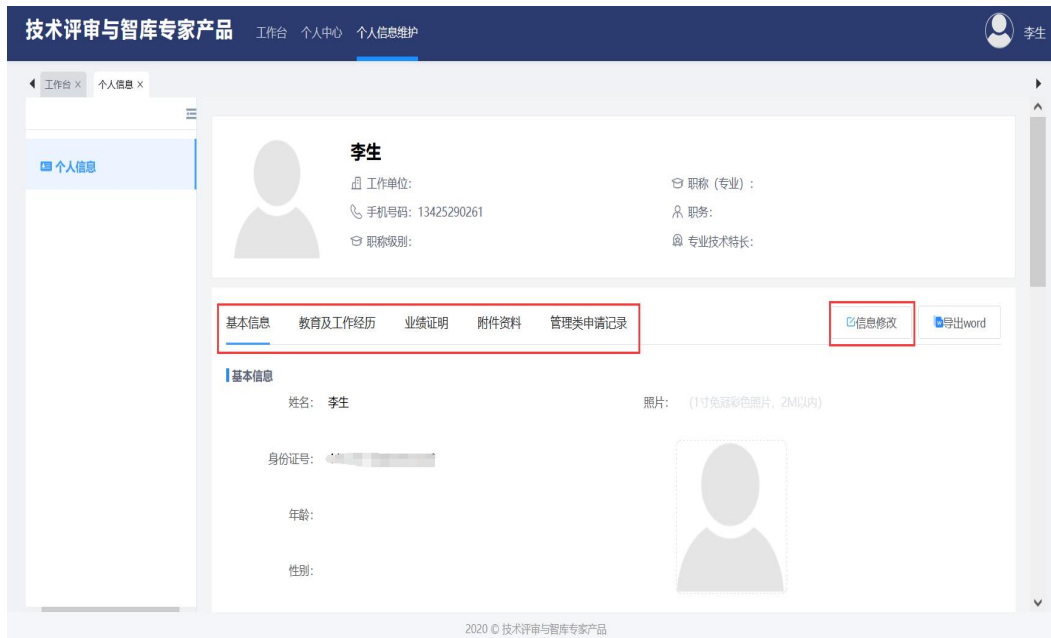 技术评审与智库专家产品 工作台 个人中心 个人信息维护 李生
工作台 × 个人信息 ×
个人信息
李生
工作单位: 职称（专业）:
手机号码: 13425290261 职务:
职称级别: 专业技术特长:
基本信息 教育及工作经历 业绩证明 附件资料 管理类申请记录 信息修改 导出word
基本信息
姓名: 李生 照片: (1寸免冠彩色照片，2M以内)
身份证号:
年龄:
性别:
2020 © 技术评审与智库专家产品